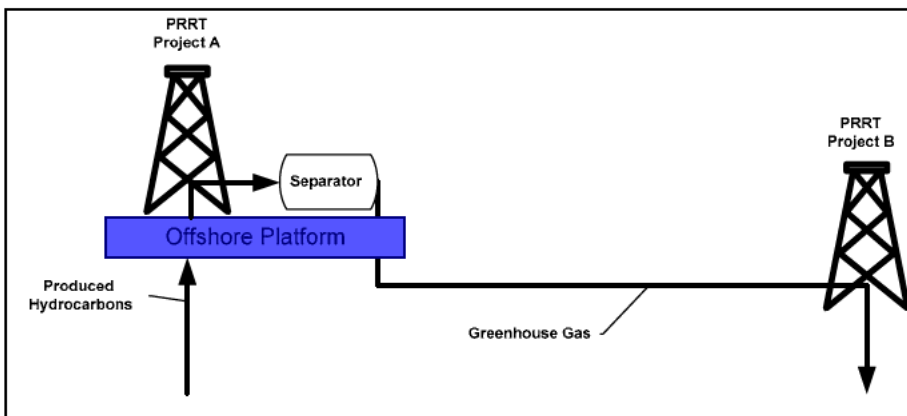 PRRT
Project A
PRRT
Project B
Separator
Offshore Platform
Produced
Hydrocarbons
Greenhouse Gas